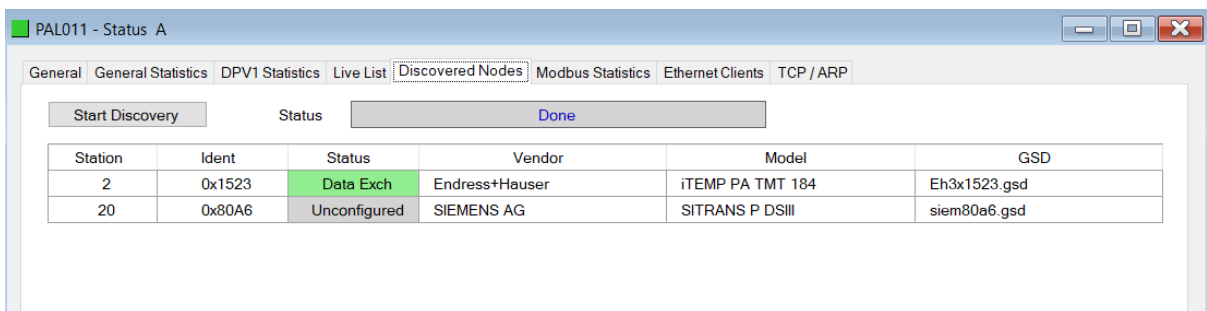 PAL011 - Status A
General General Statistics DPV1 Statistics Live List Discovered Nodes Modbus Statistics Ethernet Clients TCP / ARP
Start Discovery Status Done
Station Ident Status Vendor Model GSD
2 0x1523 Data Exch Endress+Hauser iTEMP PA TMT 184 Eh3x1523.gsd
20 0x80A6 Unconfigured SIEMENS AG SITRANS P DSIII siem80a6.gsd